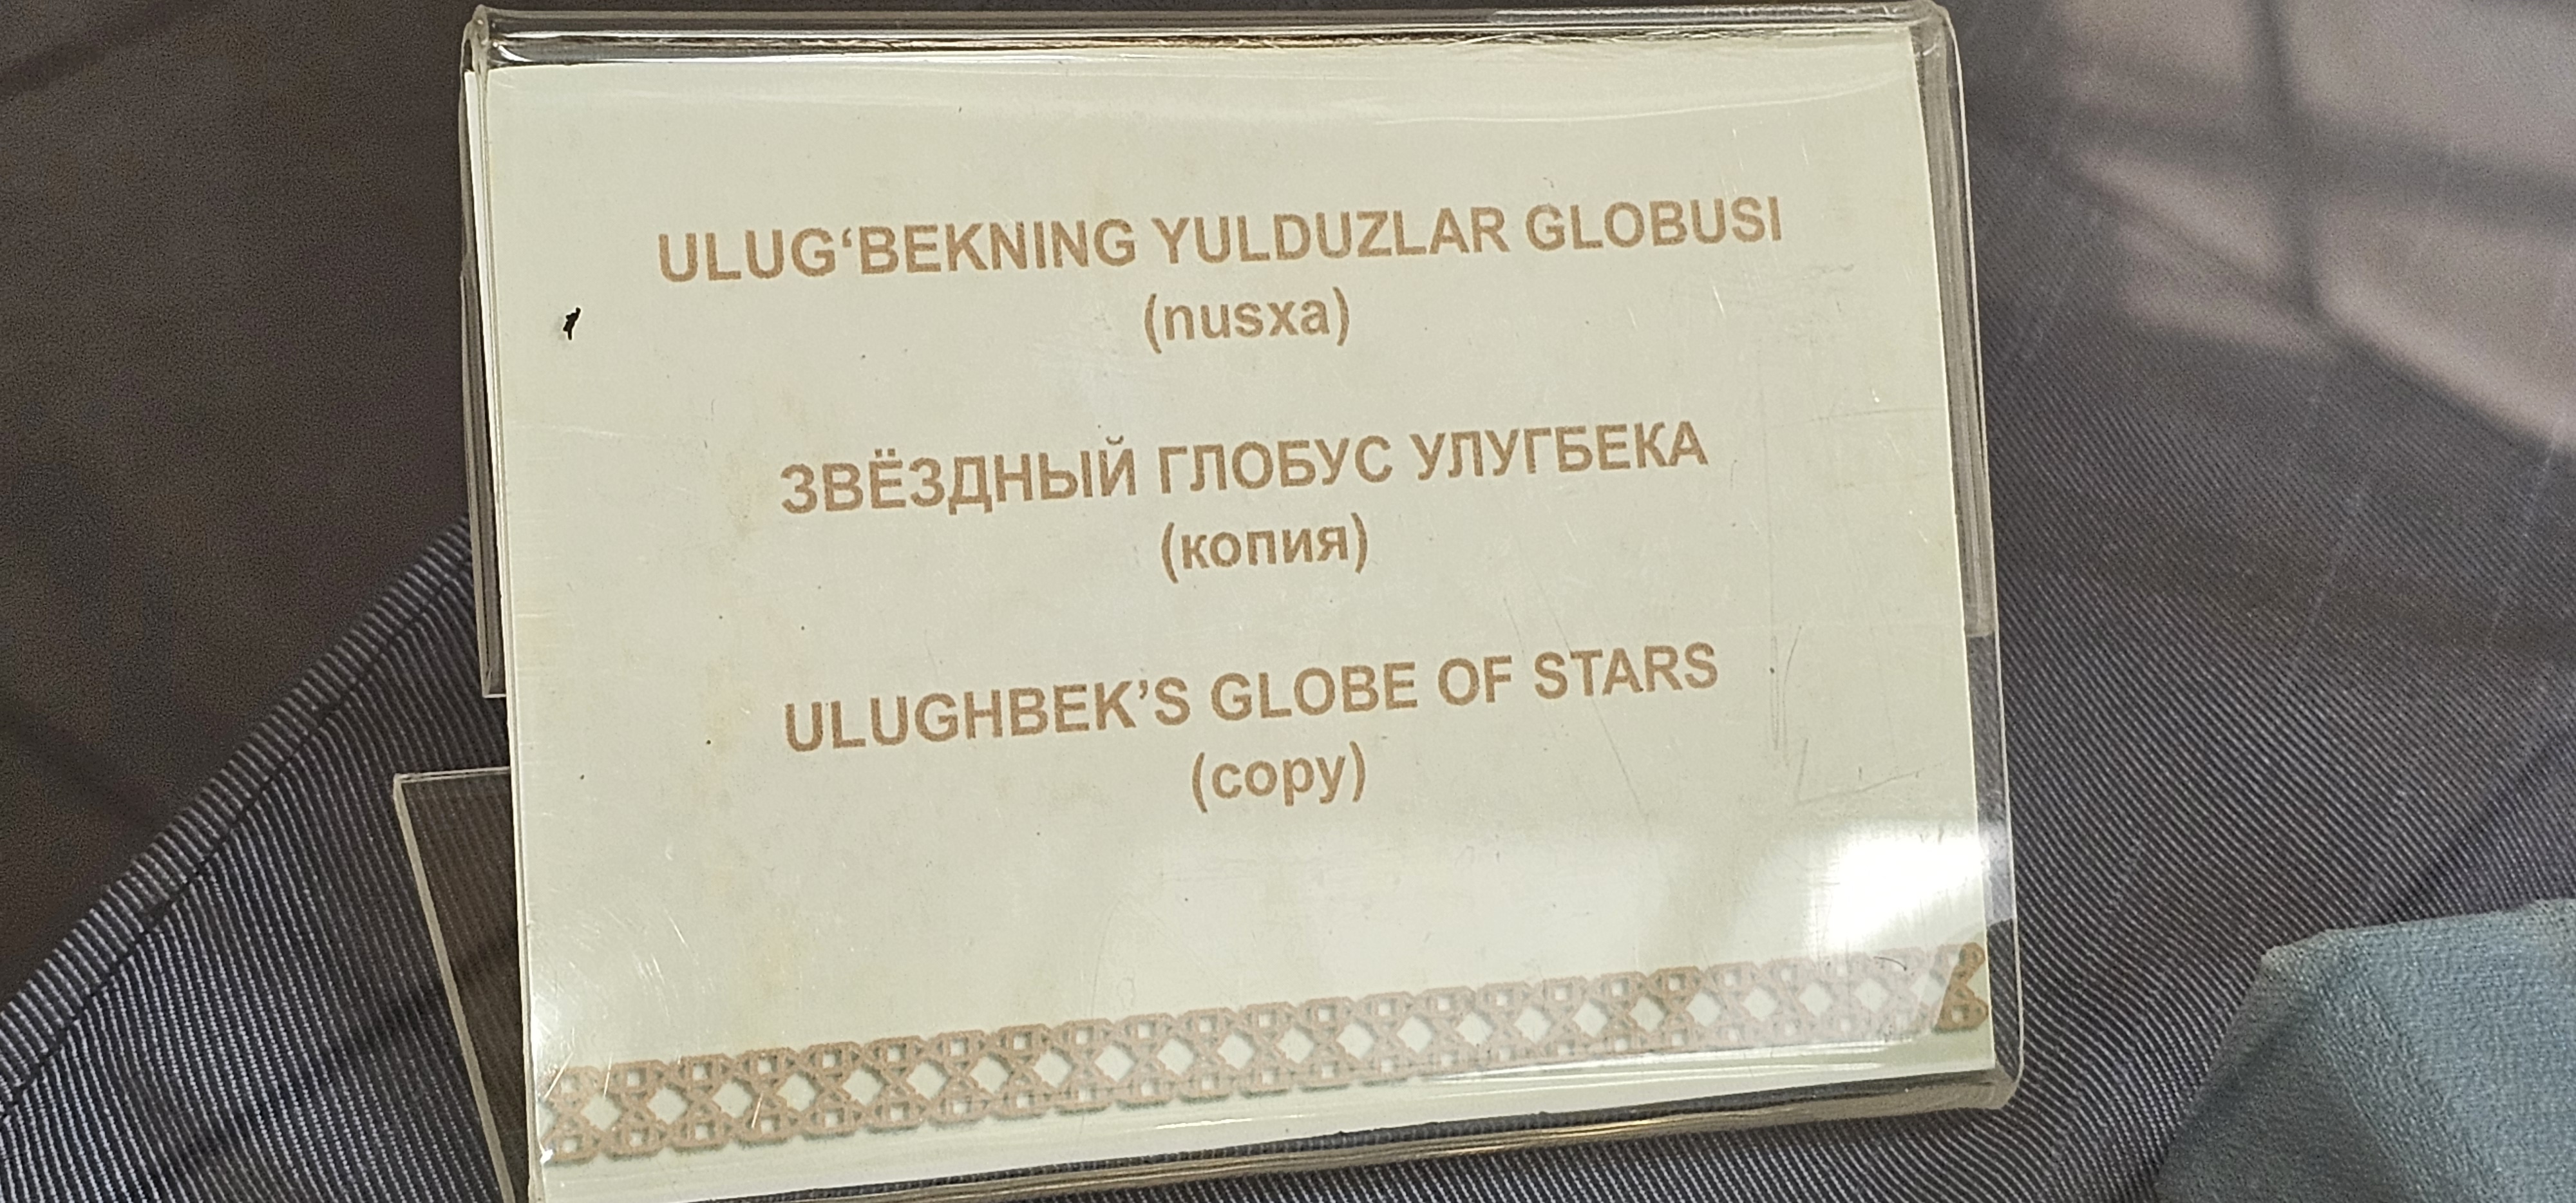 ULUG‘BEKNING YULDUZLAR GLOBUSI
(nusxa)
ЗВЁЗДНЫЙ ГЛОБУС УЛУГБЕКА
(копия)
ULUGHBEK’S GLOBE OF STARS
(copy)